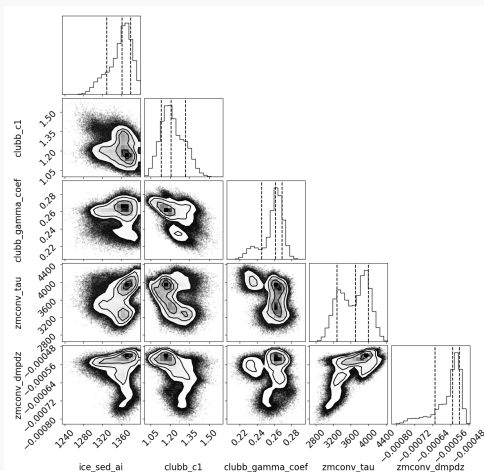 clubb_c1
1.50
1.35
1.20
1.05
clubb_gamma_coef
0.28
0.26
0.24
0.22
zmconv_tau
4400
4000
3600
3200
2800
zmconv_dmpdz
−0.00048
−0.00056
−0.00064
−0.00072
−0.00080
1240 1280 1320 1360
1.05 1.20 1.35 1.50
0.22 0.24 0.26 0.28
2800 3200 3600 4000 4400
−0.00080 −0.00072 −0.00064 −0.00056 −0.00048
ice_sed_ai clubb_c1 clubb_gamma_coef zmconv_tau zmconv_dmpdz